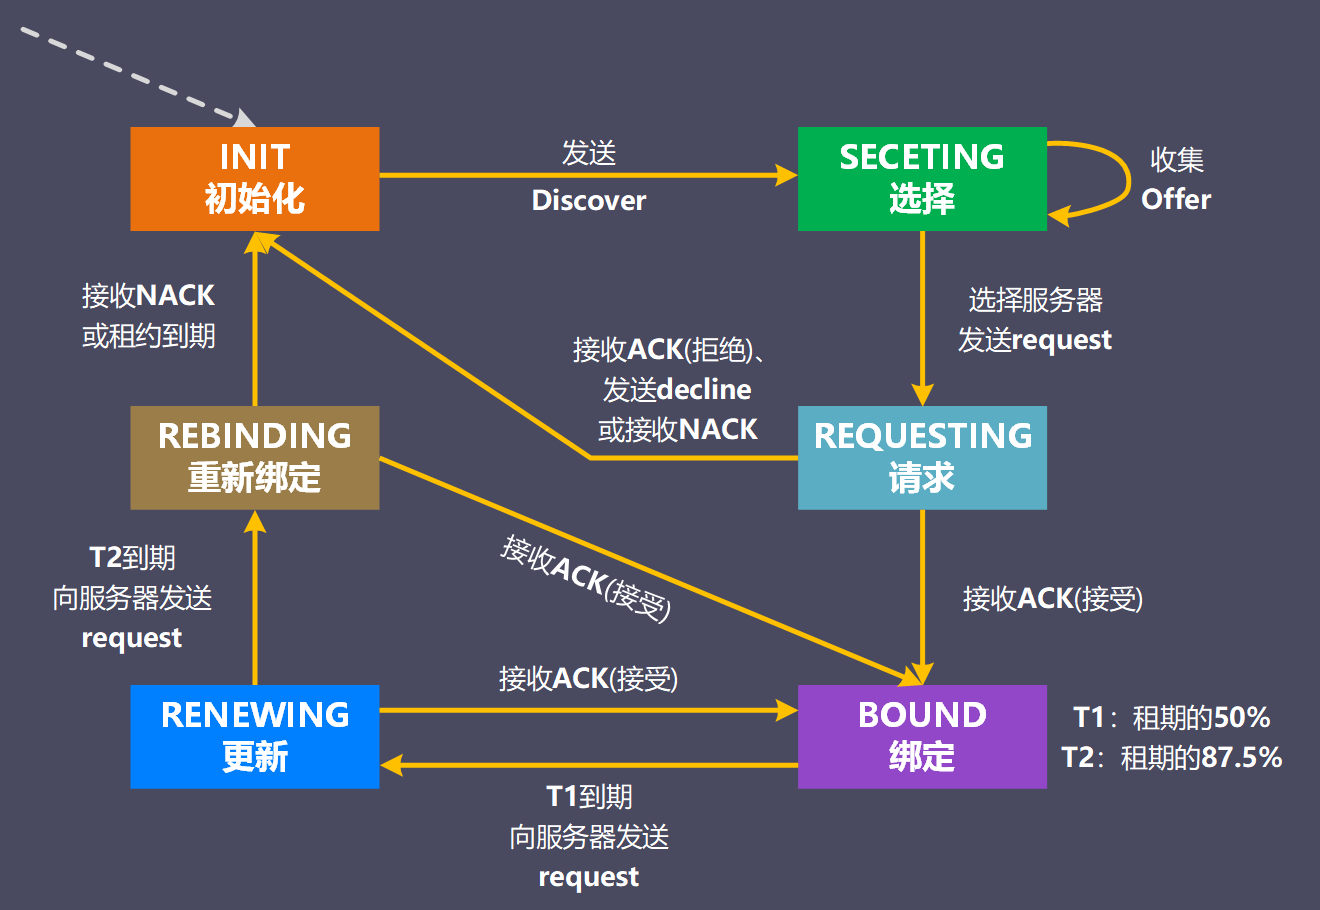 INIT
初始化
发送
Discover
SECETING
选择
收集
Offer
接收NACK
或租约到期
接收ACK(拒绝)、
发送decline
或接收NACK
选择服务器
发送request
REBINDING
重新绑定
REQUESTING
请求
T2到期
向服务器发送
request
接收ACK(接受)
接收ACK(接受)
RENEWING
更新
接收ACK(接受)
BOUND
绑定
T1：租期的50%
T2：租期的87.5%
T1到期
向服务器发送
request